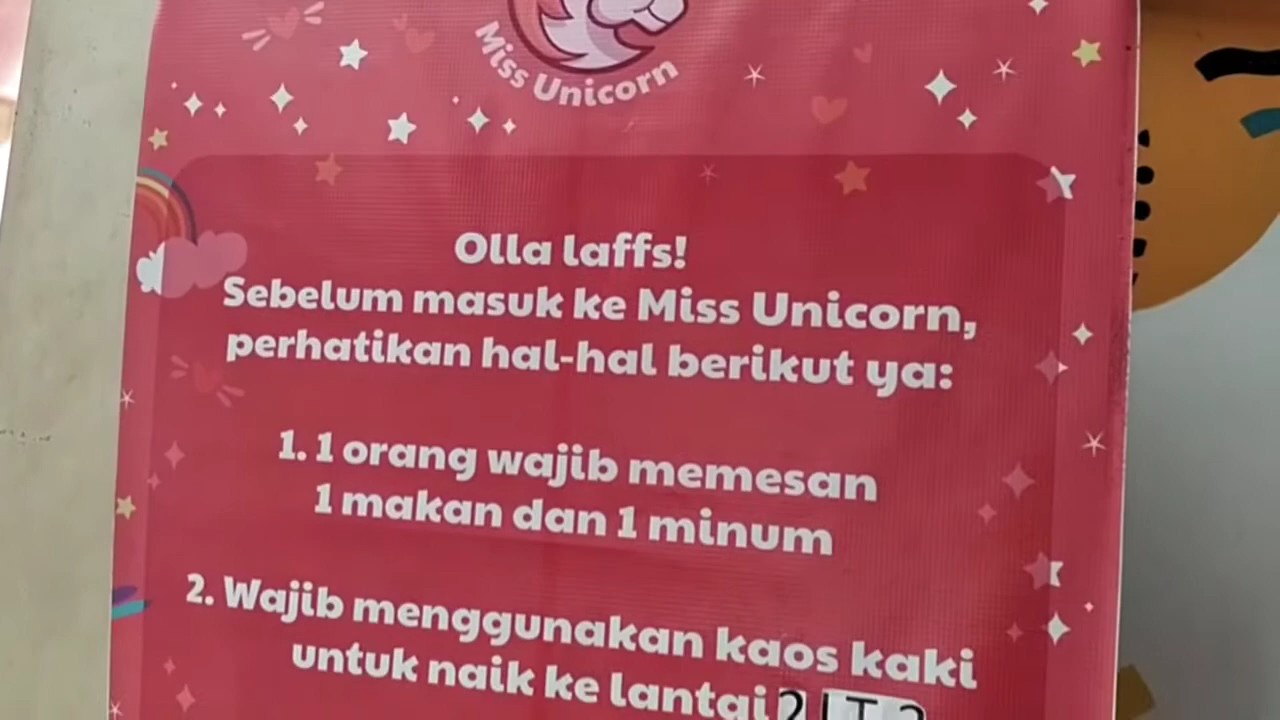 Miss Unicorn
Olla laffs!
Sebelum masuk ke Miss Unicorn,
perhatikan hal-hal berikut ya:
1. 1 orang wajib memesan
1 makan dan 1 minum
2. Wajib menggunakan kaos kaki
untuk naik ke lantai 2